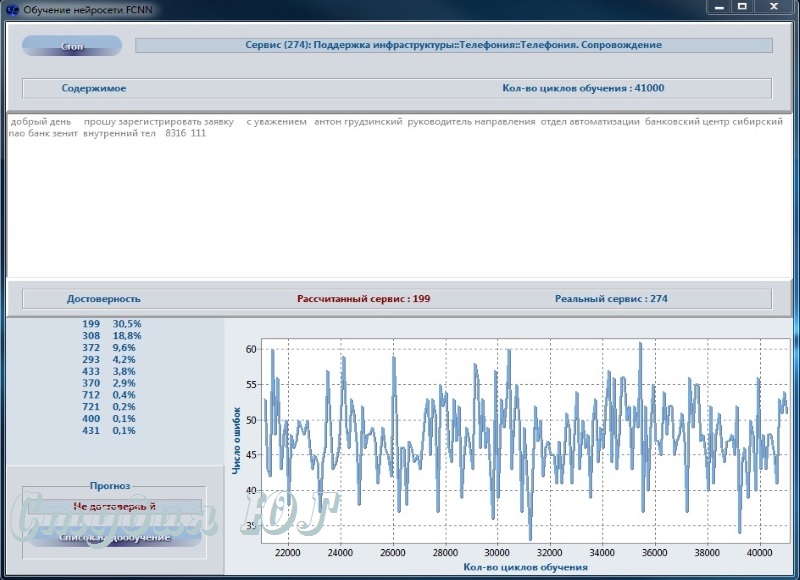 Обучение нейросети FCNN
Стоп
Сервис (274): Поддержка инфраструктуры::Телефония::Телефония. Сопровождение
Содержимое
Кол-во циклов обучения : 41000
добрый день прошу зарегистрировать заявку с уважением антон грудзинский руководитель направления отдел автоматизации банковский центр сибирский
пао банк зенит внутренний тел 8316 111
Достоверность
Рассчитанный сервис : 199
Реальный сервис : 274
199 30,5%
308 18,8%
372 9,6%
293 4,2%
433 3,8%
370 2,9%
712 0,4%
721 0,2%
400 0,1%
431 0,1%
Прогноз
Не достоверный
Студия ЮГ
Число ошибок
60
55
50
45
40
35
22000 24000 26000 28000 30000 32000 34000 36000 38000 40000
Кол-во циклов обучения